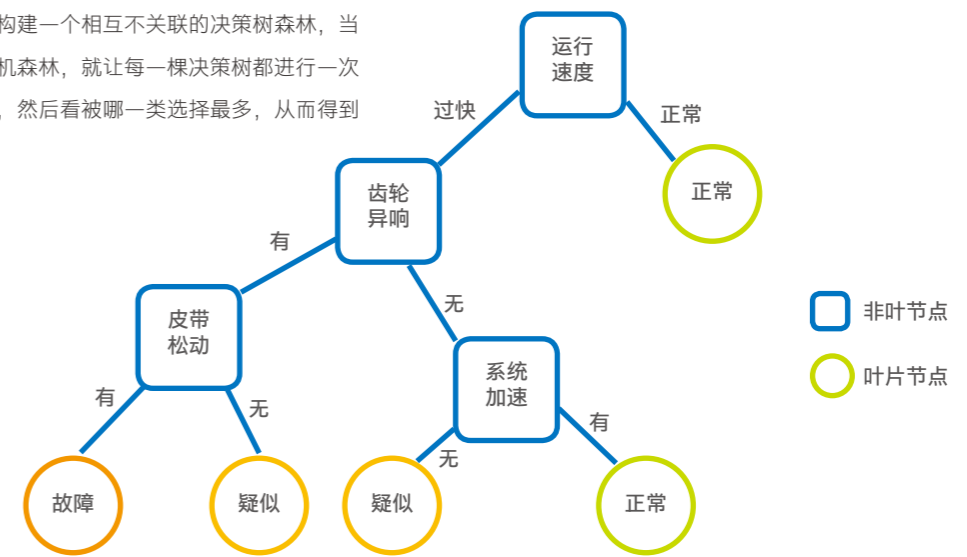 构建一个相互不关联的决策树森林，当
机森林，就让每一棵决策树都进行一次
，然后看被哪一类选择最多，从而得到
运行
速度
过快
正常
正常
齿轮
异响
有
无
皮带
松动
系统
加速
有
无
无
有
故障
疑似
疑似
正常
非叶节点
叶片节点